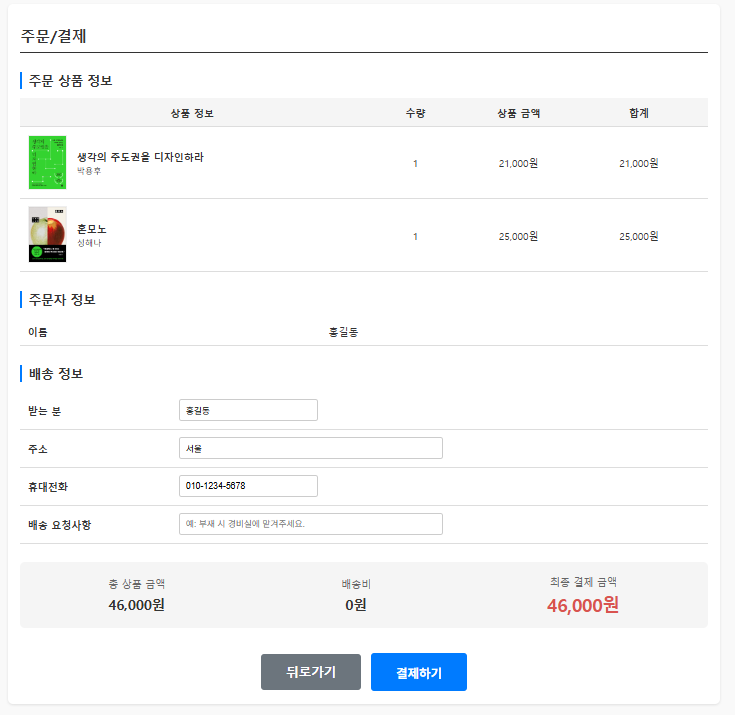 주문/결제
주문 상품 정보
상품 정보 수량 상품 금액 합계
생각의 주도권을 디자인하라 1 21,000원 21,000원
박용후
혼모노 1 25,000원 25,000원
성해나
주문자 정보
이름 홍길동
배송 정보
받는 분 홍길동
주소 서울
휴대전화 010-1234-5678
배송 요청사항 예: 부재 시 경비실에 맡겨주세요.
총 상품 금액 배송비 최종 결제 금액
46,000원 0원 46,000원
뒤로가기 결제하기